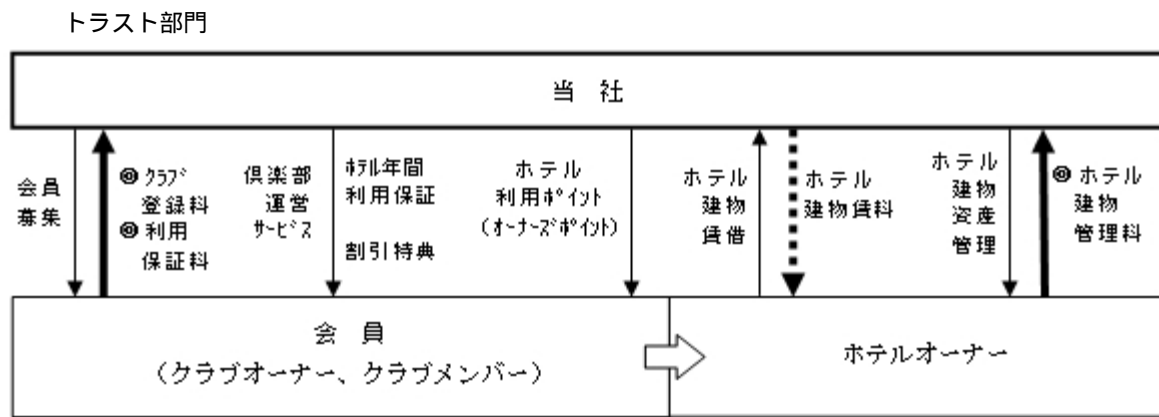 トラスト部門
当 社
会員
募集
◎ ｸﾗﾌﾞ
登録料
◎ 利用
保証料
倶楽部
運営
ｻｰﾋﾞｽ
ﾎﾃﾙ年間
利用保証
割引特典
ホテル
利用ﾎﾟｲﾝﾄ
(ｵｰﾅｰｽﾞﾎﾟｲﾝﾄ)
ホテル
建物
賃借
ホテル
建物賃料
ホテル
建物
資産
管理
◎ ホテル
建物
管理料
会 員
（クラブオーナー、クラブメンバー）
ホテルオーナー